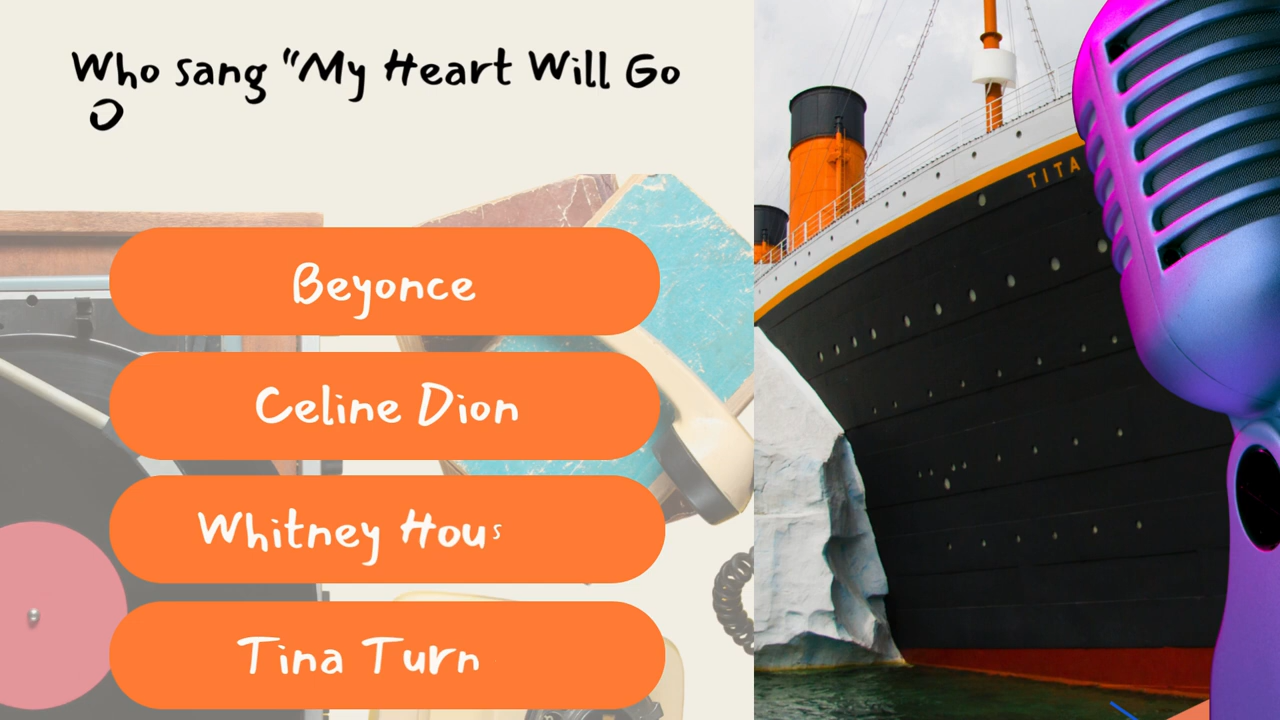 Who sang "My Heart Will Go
O
Beyonce
Celine Dion
Whitney Hous
Tina Turn
TITA